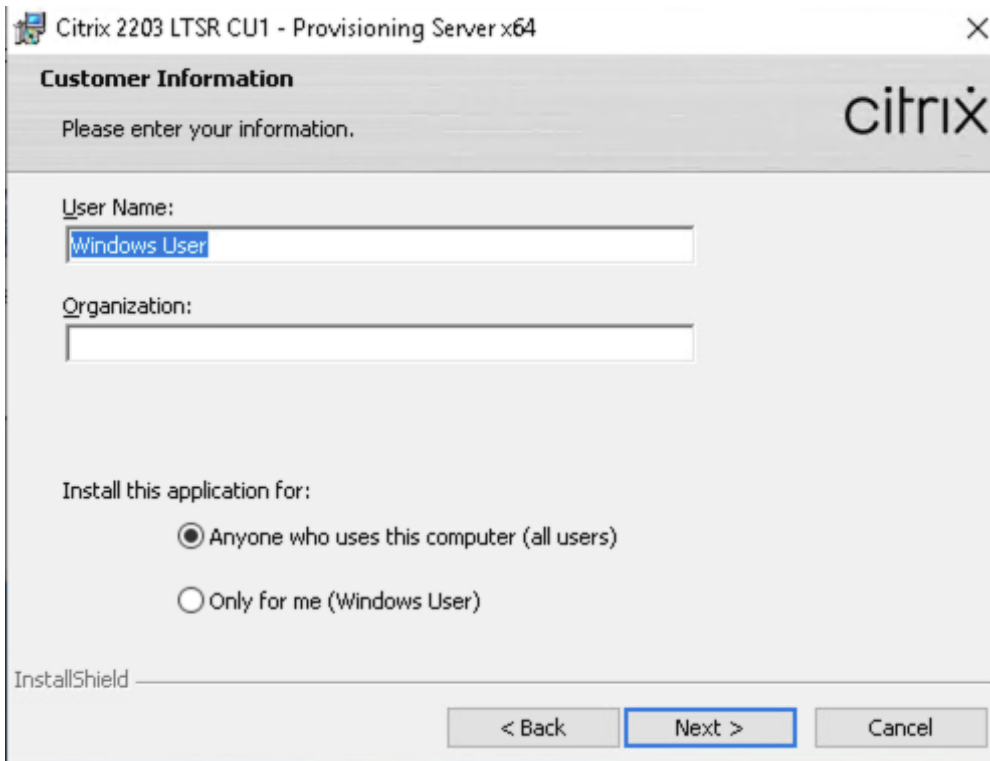 Citrix 2203 LTSR CU1 - Provisioning Server x64
Customer Information
Please enter your information.
citrix
User Name:
Windows User
Organization:
Install this application for:
Anyone who uses this computer (all users)
Only for me (Windows User)
InstallShield
< Back Next > Cancel